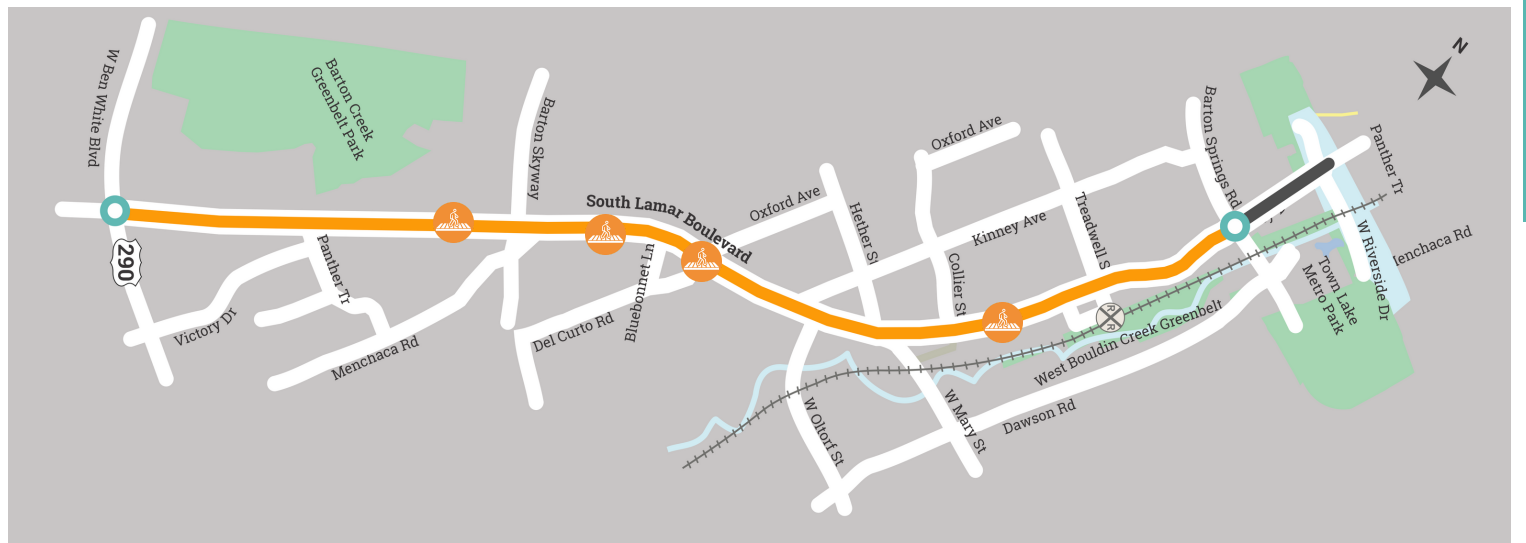 W Ben White Blvd
Barton Creek
Greenbelt Park
Barton Skyway
290
Victory Dr
Panther Tr
Menchaca Rd
South Lamar Boulevard
Bluebonnet Ln
Del Curto Rd
Oxford Ave
Hether St
Oxford Ave
Kinney Ave
Collier St
Treadwell S
Barton Springs Rd
N
Panther Tr
enchaca Rd
W Riverside Dr
Town Lake
Metro Park
R R
West Bouldin Creek Greenbelt
Dawson Rd
W Mary St
W Oltorf St